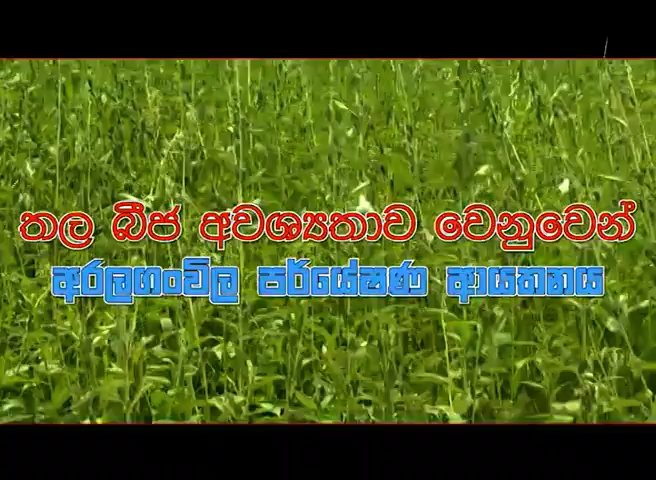 තල බීජ අවශ්‍යතාව වෙනුවෙන්
අරලගංවිල පර්යේෂණ ආයතනය